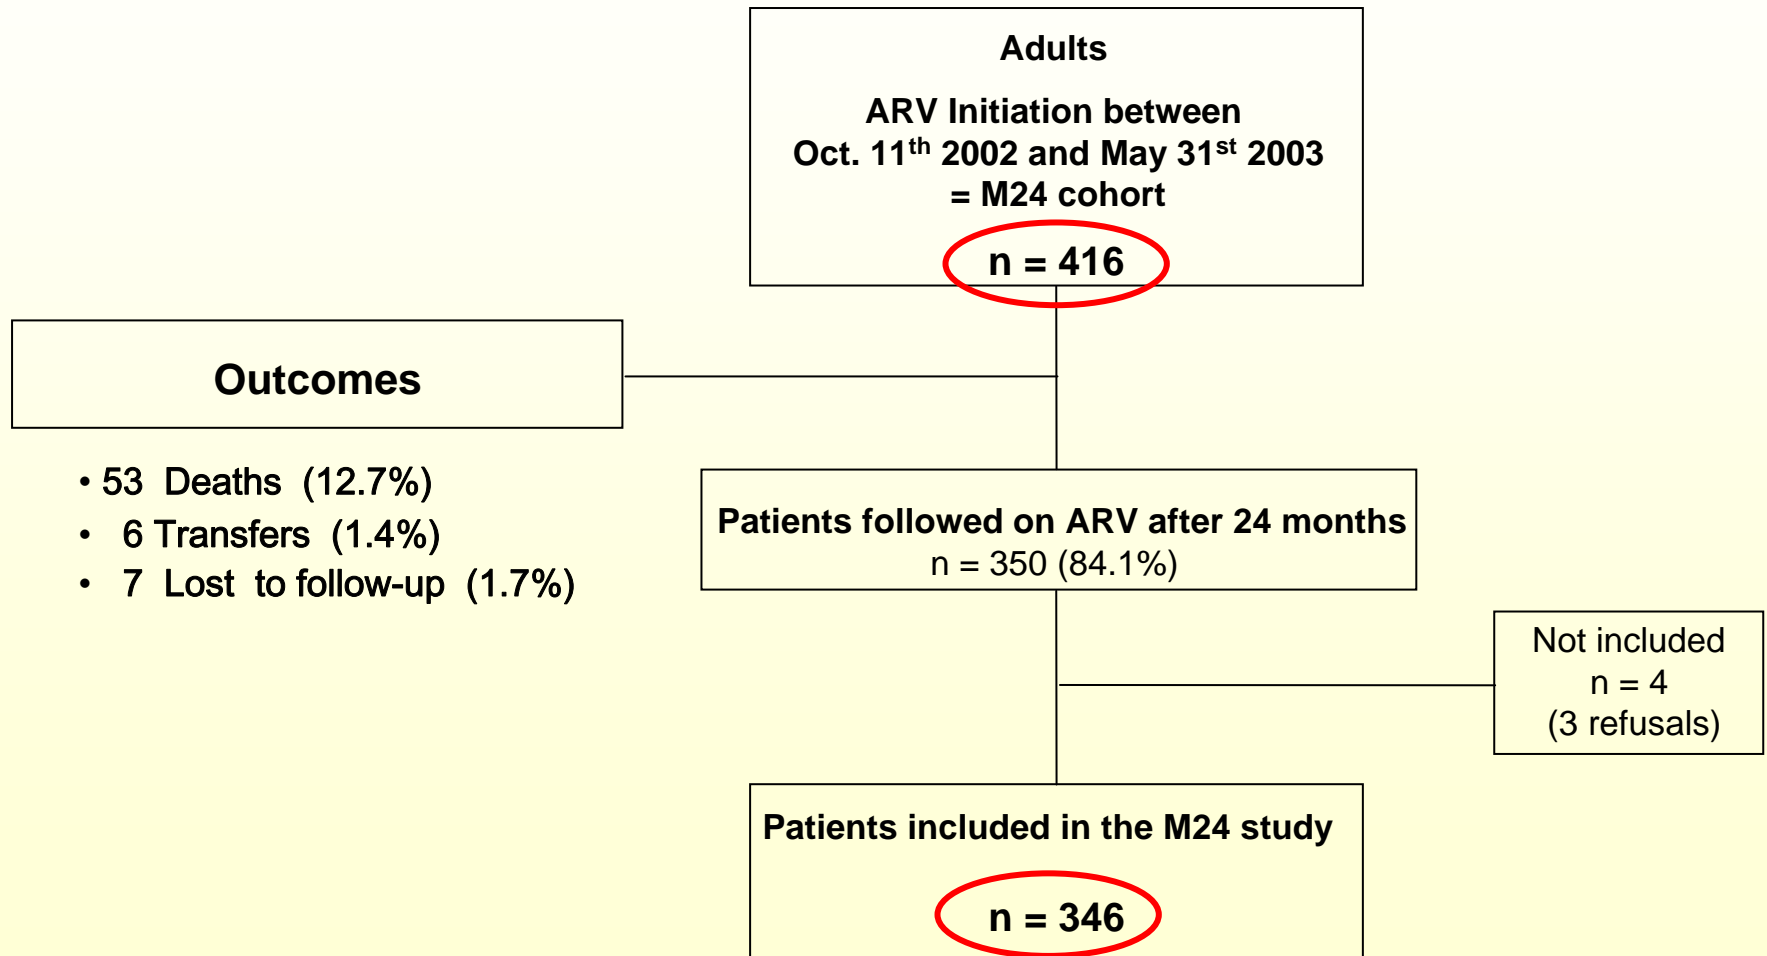 Adults
ARV Initiation between
Oct. 11th 2002 and May 31st 2003
= M24 cohort
n = 416
Outcomes
• 53 Deaths (12.7%)
• 6 Transfers (1.4%)
• 7 Lost to follow-up (1.7%)
Patients followed on ARV after 24 months
n = 350 (84.1%)
Not included
n = 4
(3 refusals)
Patients included in the M24 study
n = 346